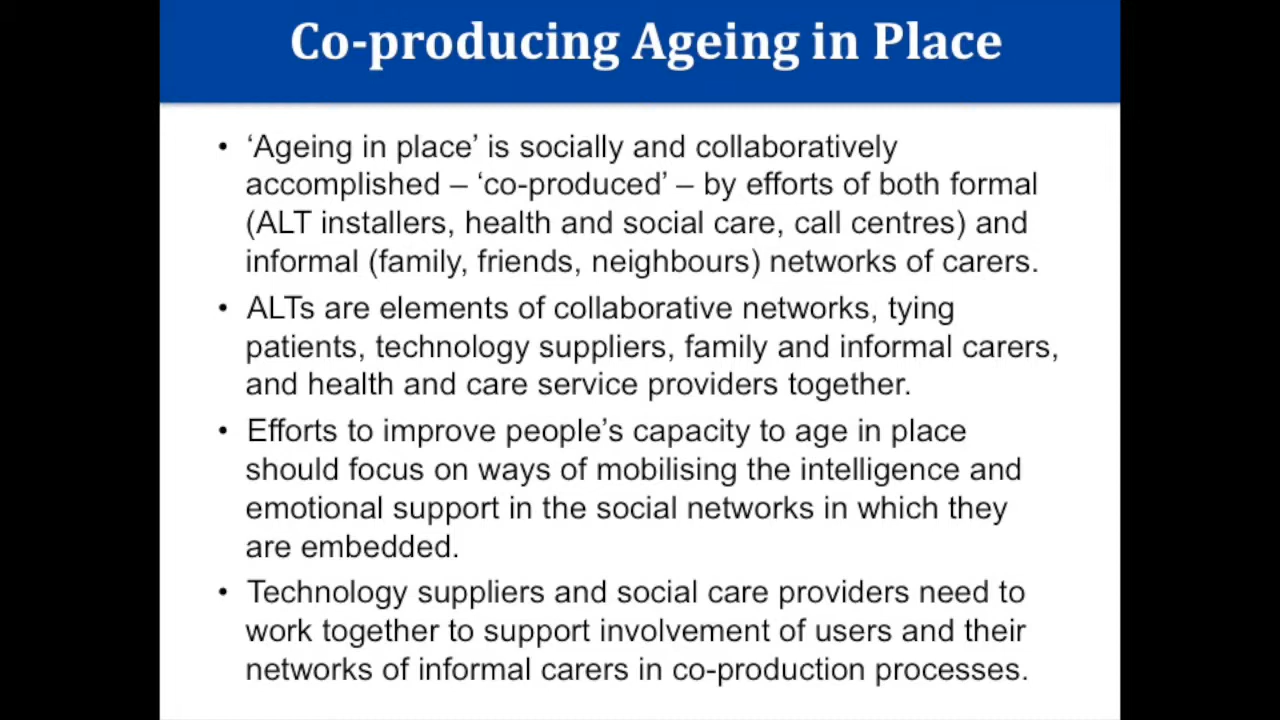 Co-producing Ageing in Place
• ‘Ageing in place’ is socially and collaboratively
accomplished – ‘co-produced’ – by efforts of both formal
(ALT installers, health and social care, call centres) and
informal (family, friends, neighbours) networks of carers.
• ALTs are elements of collaborative networks, tying
patients, technology suppliers, family and informal carers,
and health and care service providers together.
• Efforts to improve people’s capacity to age in place
should focus on ways of mobilising the intelligence and
emotional support in the social networks in which they
are embedded.
• Technology suppliers and social care providers need to
work together to support involvement of users and their
networks of informal carers in co-production processes.